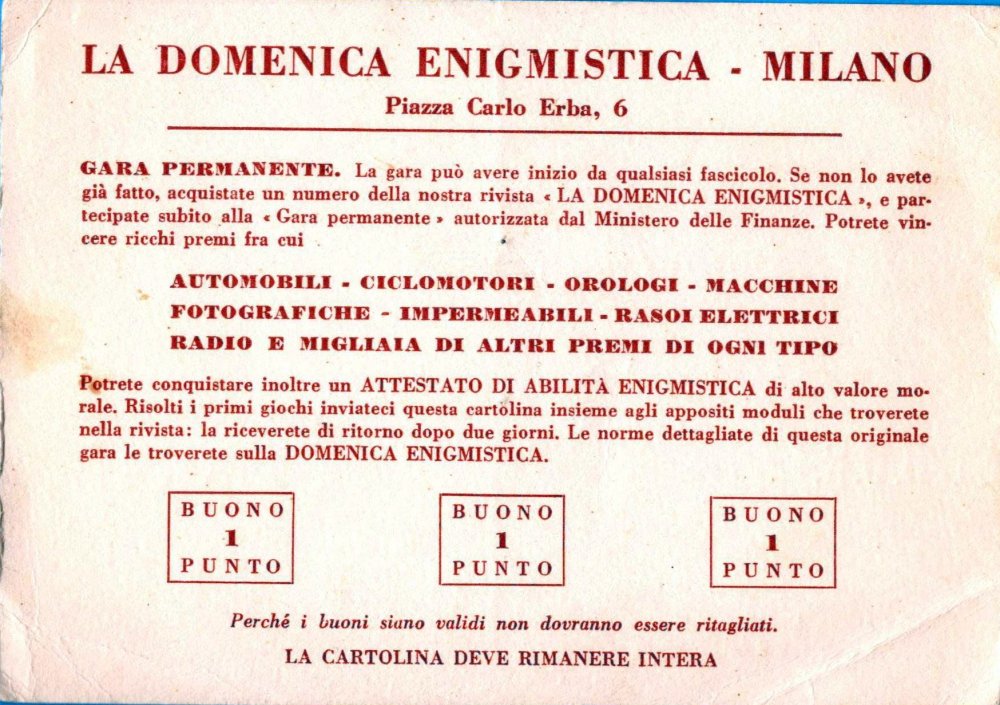 LA DOMENICA ENIGMISTICA - MILANO
Piazza Carlo Erba, 6
GARA PERMANENTE. La gara può avere inizio da qualsiasi fascicolo. Se non lo avete
già fatto, acquistate un numero della nostra rivista « LA DOMENICA ENIGMISTICA », e par-
tecipate subito alla « Gara permanente » autorizzata dal Ministero delle Finanze. Potrete vin-
cere ricchi premi fra cui
AUTOMOBILI - CICLOMOTORI - OROLOGI - MACCHINE
FOTOGRAFICHE - IMPERMEABILI - RASOI ELETTRICI
RADIO E MIGLIAIA DI ALTRI PREMI DI OGNI TIPO
Potrete conquistare inoltre un ATTESTATO DI ABILITÀ ENIGMISTICA di alto valore mo-
rale. Risolti i primi giochi inviateci questa cartolina insieme agli appositi moduli che troverete
nella rivista: la riceverete di ritorno dopo due giorni. Le norme dettagliate di questa originale
gara le troverete sulla DOMENICA ENIGMISTICA.
BUONO
1
PUNTO
BUONO
1
PUNTO
BUONO
1
PUNTO
Perché i buoni siano validi non dovranno essere ritagliati.
LA CARTOLINA DEVE RIMANERE INTERA